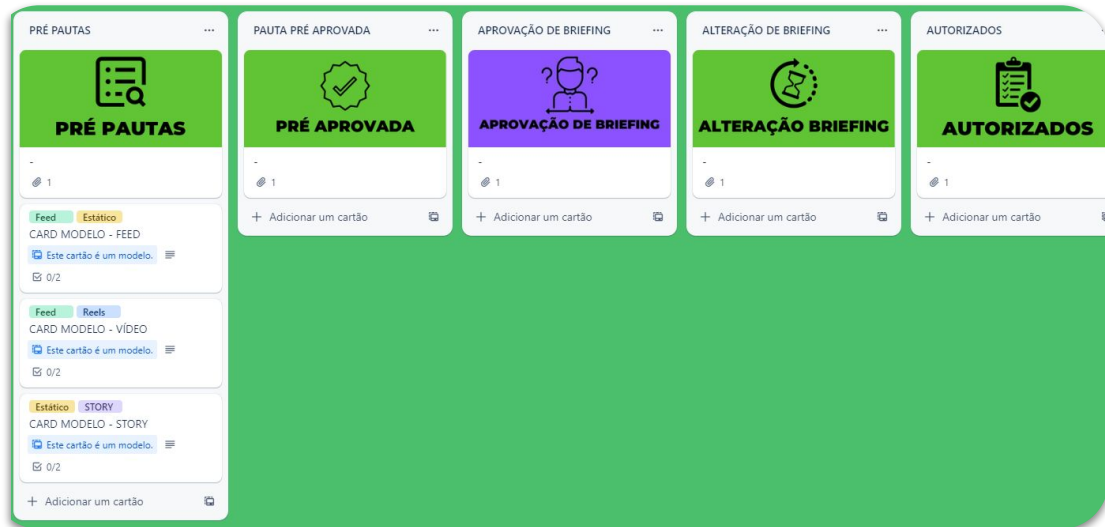 PRÉ PAUTAS
PRÉ PAUTAS
-
1
Feed Estático
CARD MODELO - FEED
Este cartão é um modelo.
0/2
Feed Reels
CARD MODELO - VÍDEO
Este cartão é um modelo.
0/2
Estático STORY
CARD MODELO - STORY
Este cartão é um modelo.
0/2
+ Adicionar um cartão
PAUTA PRÉ APROVADA
PRÉ APROVADA
-
1
+ Adicionar um cartão
APROVAÇÃO DE BRIEFING
??
APROVAÇÃO DE BRIEFING
-
1
+ Adicionar um cartão
ALTERAÇÃO DE BRIEFING
ALTERAÇÃO BRIEFING
-
1
+ Adicionar um cartão
AUTORIZADOS
AUTORIZADOS
-
1
+ Adicionar um cartão